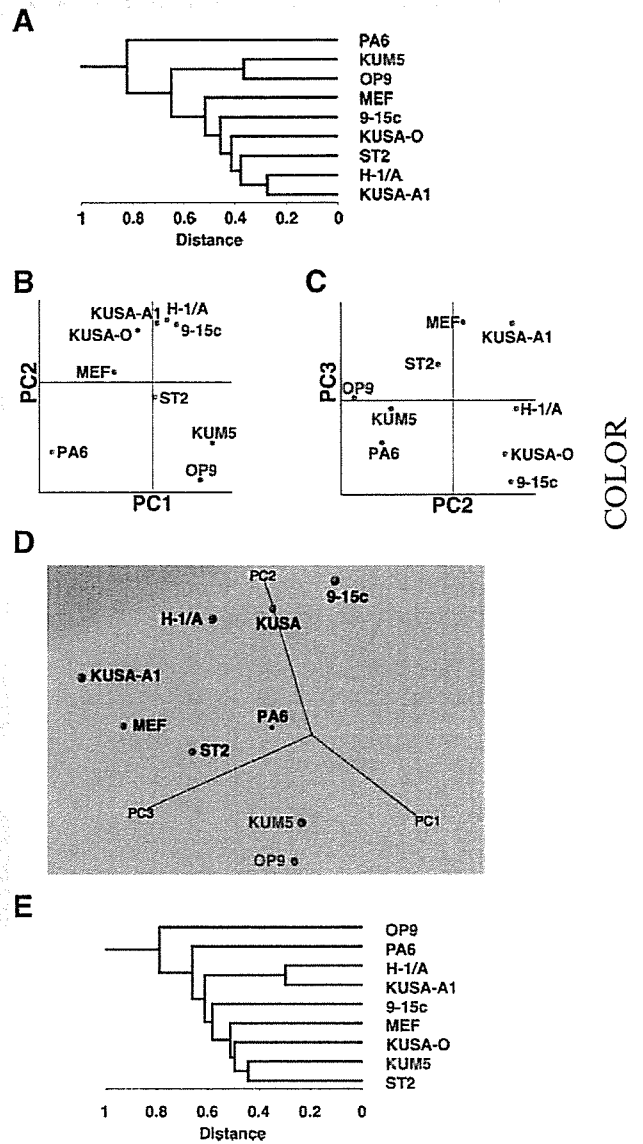 A
PA6
KUM5
OP9
MEF
9-15c
KUSA-O
ST2
H-1/A
KUSA-A1
1 0.8 0.6 0.4 0.2 0
Distance
B
KUSA-A1 H-1/A
KUSA-O 9-15c
MEF
ST2
KUM5
PA6
OP9
PC2
PC1
C
MEF
KUSA-A1
ST2
OP9
KUM5
H-1/A
PA6
KUSA-O
9-15c
PC3
PC2
COLOR
D
PC2
9-15c
H-1/A
KUSA
KUSA-A1
PA6
MEF
ST2
PC3
KUM5
PC1
OP9
E
OP9
PA6
H-1/A
KUSA-A1
9-15c
MEF
KUSA-O
KUM5
ST2
1 0.8 0.6 0.4 0.2 0
Distance